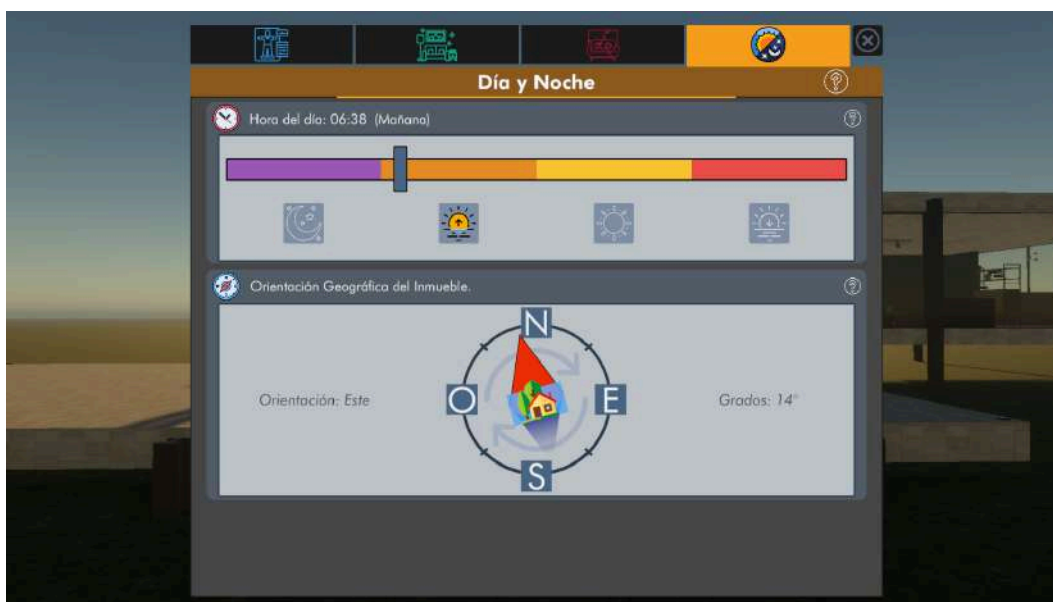 Día y Noche
Hora del día: 06:38 (Mañana)
Orientación Geográfica del Inmueble.
N
Orientación: Este
O
E
Grados: 14°
S